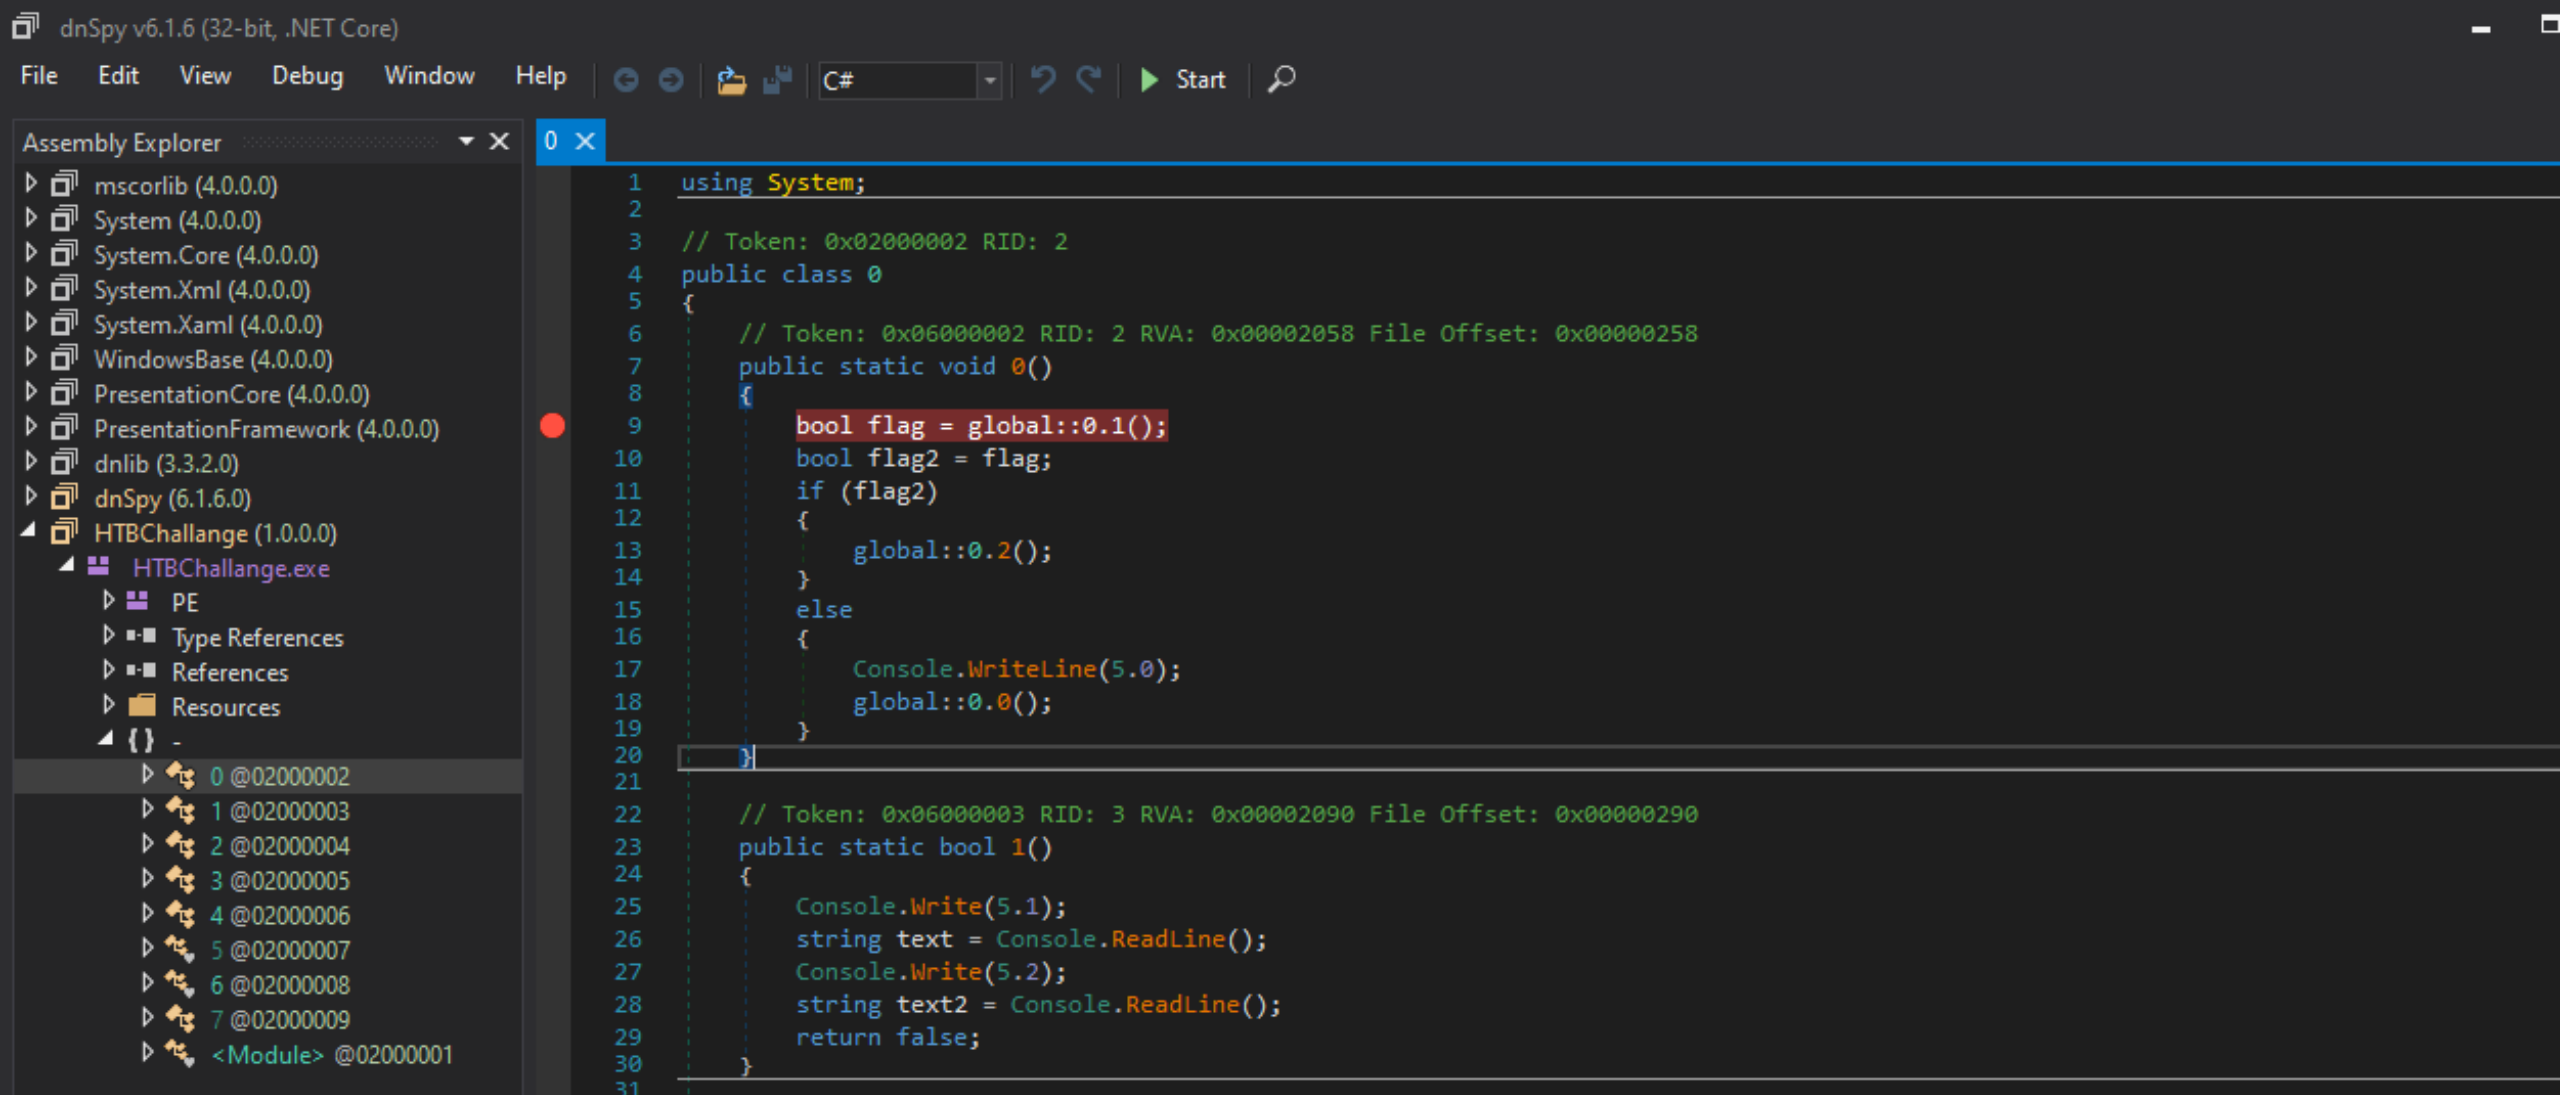 dnSpy v6.1.6 (32-bit, .NET Core)
File Edit View Debug Window Help C# Start
Assembly Explorer
mscorlib (4.0.0.0)
System (4.0.0.0)
System.Core (4.0.0.0)
System.Xml (4.0.0.0)
System.Xaml (4.0.0.0)
WindowsBase (4.0.0.0)
PresentationCore (4.0.0.0)
PresentationFramework (4.0.0.0)
dnlib (3.3.2.0)
dnSpy (6.1.6.0)
HTBChallange (1.0.0.0)
HTBChallange.exe
PE
Type References
References
Resources
{ } -
0 @02000002
1 @02000003
2 @02000004
3 @02000005
4 @02000006
5 @02000007
6 @02000008
7 @02000009
<Module> @02000001
0
1 using System;
2
3 // Token: 0x02000002 RID: 2
4 public class 0
5 {
6 // Token: 0x06000002 RID: 2 RVA: 0x00002058 File Offset: 0x00000258
7 public static void 0()
8 {
9 bool flag = global::0.1();
10 bool flag2 = flag;
11 if (flag2)
12 {
13 global::0.2();
14 }
15 else
16 {
17 Console.WriteLine(5.0);
18 global::0.0();
19 }
20 }
21
22 // Token: 0x06000003 RID: 3 RVA: 0x00002090 File Offset: 0x00000290
23 public static bool 1()
24 {
25 Console.Write(5.1);
26 string text = Console.ReadLine();
27 Console.Write(5.2);
28 string text2 = Console.ReadLine();
29 return false;
30 }
31